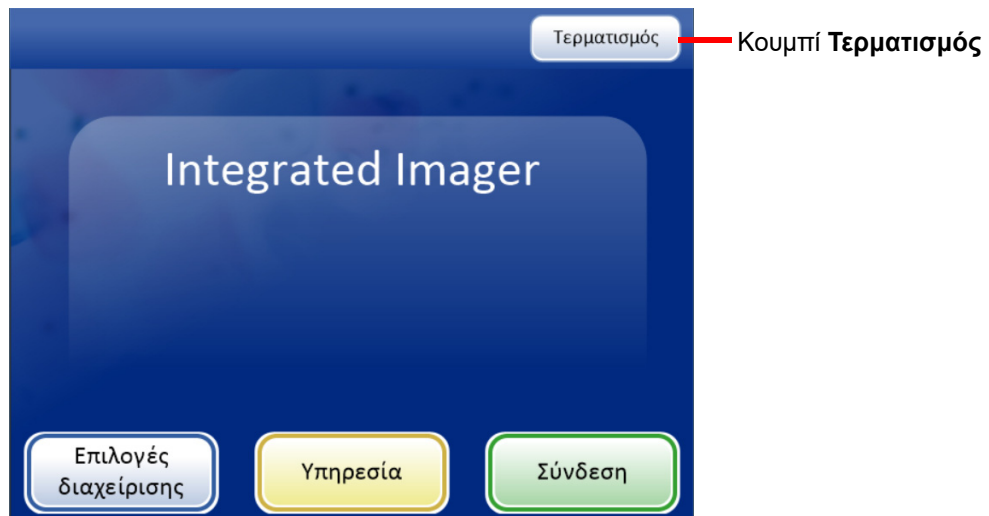 Τερματισμός
Κουμπί Τερματισμός
Integrated Imager
Επιλογές
διαχείρισης
Υπηρεσία
Σύνδεση